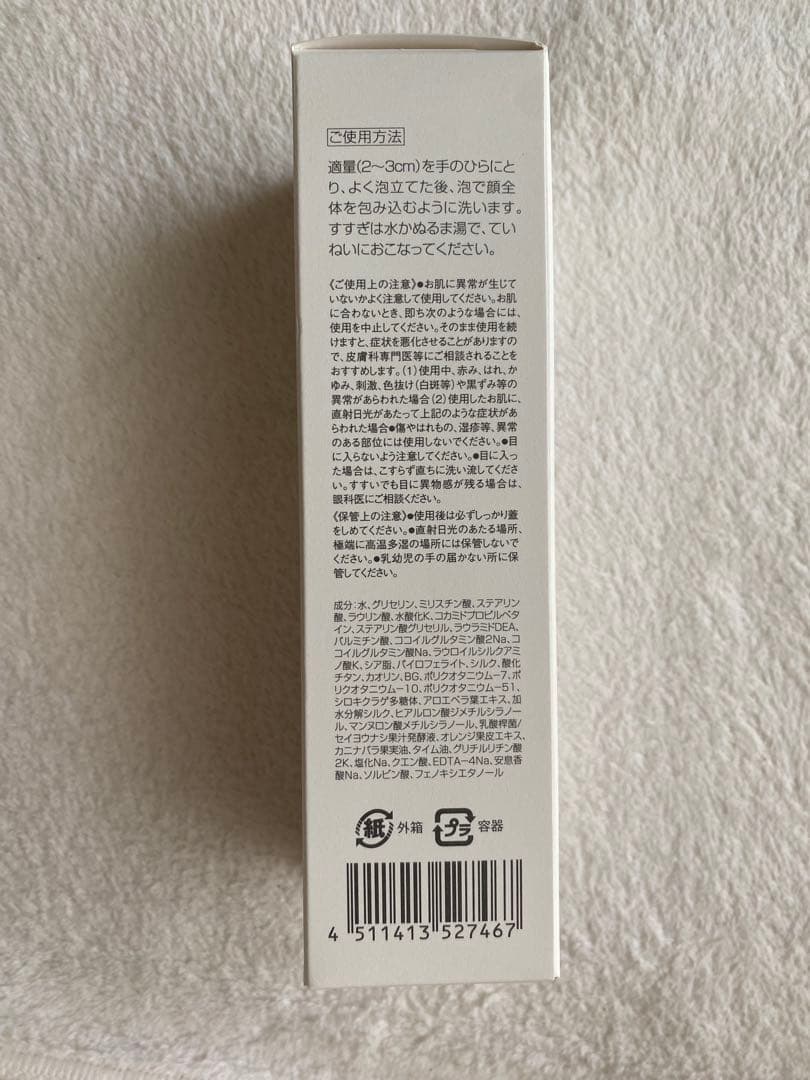 ご使用方法
適量(2〜3cm)を手のひらにと
り、よく泡立てた後、泡で顔全
体を包み込むように洗います。
すすぎは水かぬるま湯で、てい
ねいにおこなってください。
《ご使用上の注意》●お肌に異常が生じて
いないかよく注意して使用してください。お肌
に合わないとき、即ち次のような場合には、
使用を中止してください。そのまま使用を続
けますと、症状を悪化させることがありますの
で、皮膚科専門医等にご相談されることを
おすすめします。(1)使用中、赤み、はれ、か
ゆみ、刺激、色抜け(白斑等)や黒ずみ等の
異常があらわれた場合(2)使用したお肌に、
直射日光があたって上記のような症状があ
らわれた場合●傷やはれもの、湿疹等、異常
のある部位には使用しないでください。●目
に入らないよう注意してください。●目に入っ
た場合は、こすらず直ちに洗い流してくださ
い。すすいでも目に異物感が残る場合は、
眼科医にご相談ください。
《保管上の注意》●使用後は必ずしっかり蓋
をしめてください。●直射日光のあたる場所、
極端に高温多湿の場所には保管しないで
ください。●乳幼児の手の届かない所に保
管してください。
成分:水、グリセリン、ミリスチン酸、ステアリン
酸、ラウリン酸、水酸化K、コカミドプロピルベタ
イン、ステアリン酸グリセリル、ラウラミドDEA、
パルミチン酸、ココイルグルタミン酸2Na、コ
コイルグルタミン酸Na、ラウロイルシルクアミ
ノ酸K、シア脂、パイロフェライト、シルク、酸化
チタン、カオリン、BG、ポリクオタニウム-7、ポ
リクオタニウム-10、ポリクオタニウム-51、
シロキクラゲ多糖体、アロエベラ葉エキス、加
水分解シルク、ヒアルロン酸ジメチルシラノー
ル、マンヌロン酸メチルシラノール、乳酸桿菌/
セイヨウナシ果汁発酵液、オレンジ果皮エキス、
カニナバラ果実油、タイム油、グリチルリチン酸
2K、塩化Na、クエン酸、EDTA-4Na、安息香
酸Na、ソルビン酸、フェノキシエタノール
紙 外箱 プラ 容器
4 511413 527467